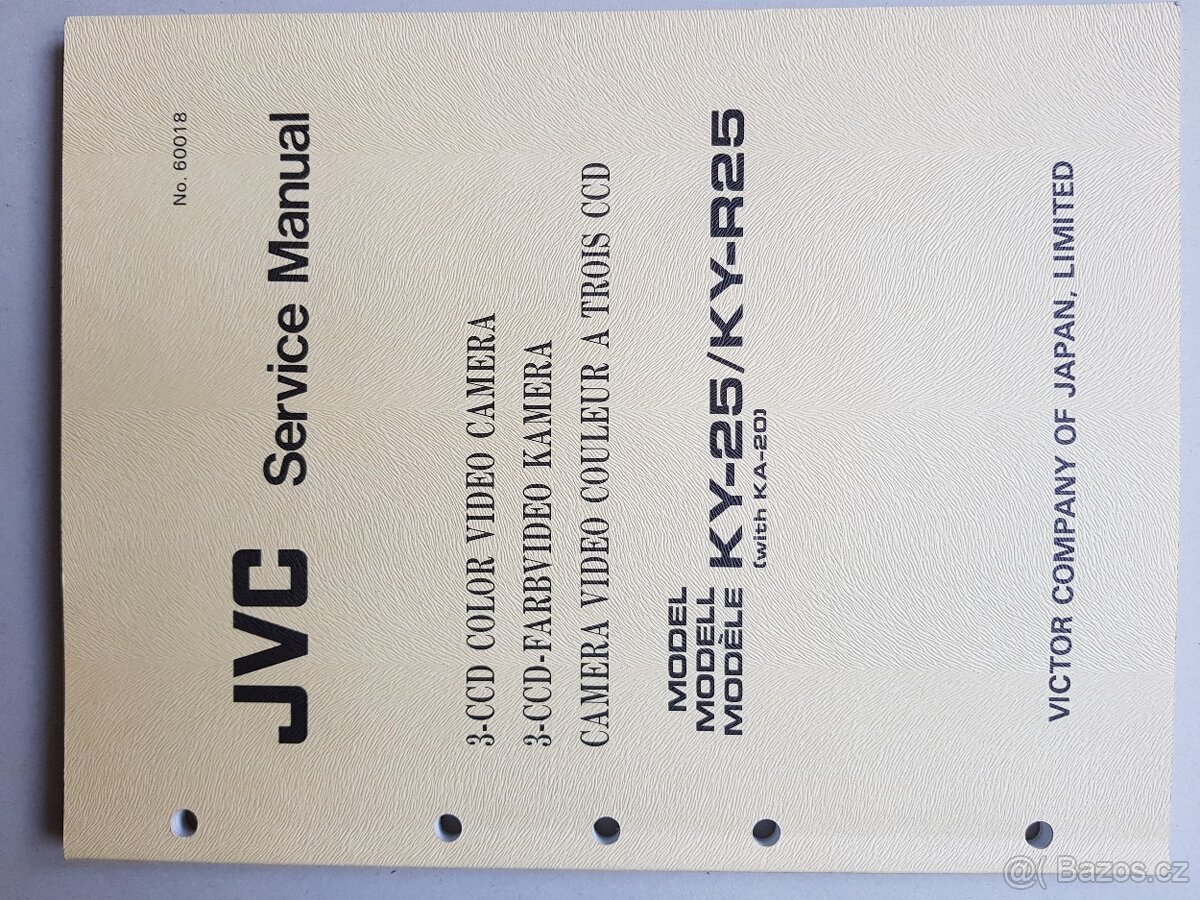 No. 60018
JVC Service Manual
3-CCD COLOR VIDEO CAMERA
3-CCD-FARBVIDEO KAMERA
CAMERA VIDEO COULEUR A TROIS CCD
MODEL
MODELL
MODÈLE KY-25/KY-R25
(with KA-20)
VICTOR COMPANY OF JAPAN, LIMITED
@( Bazos.cz